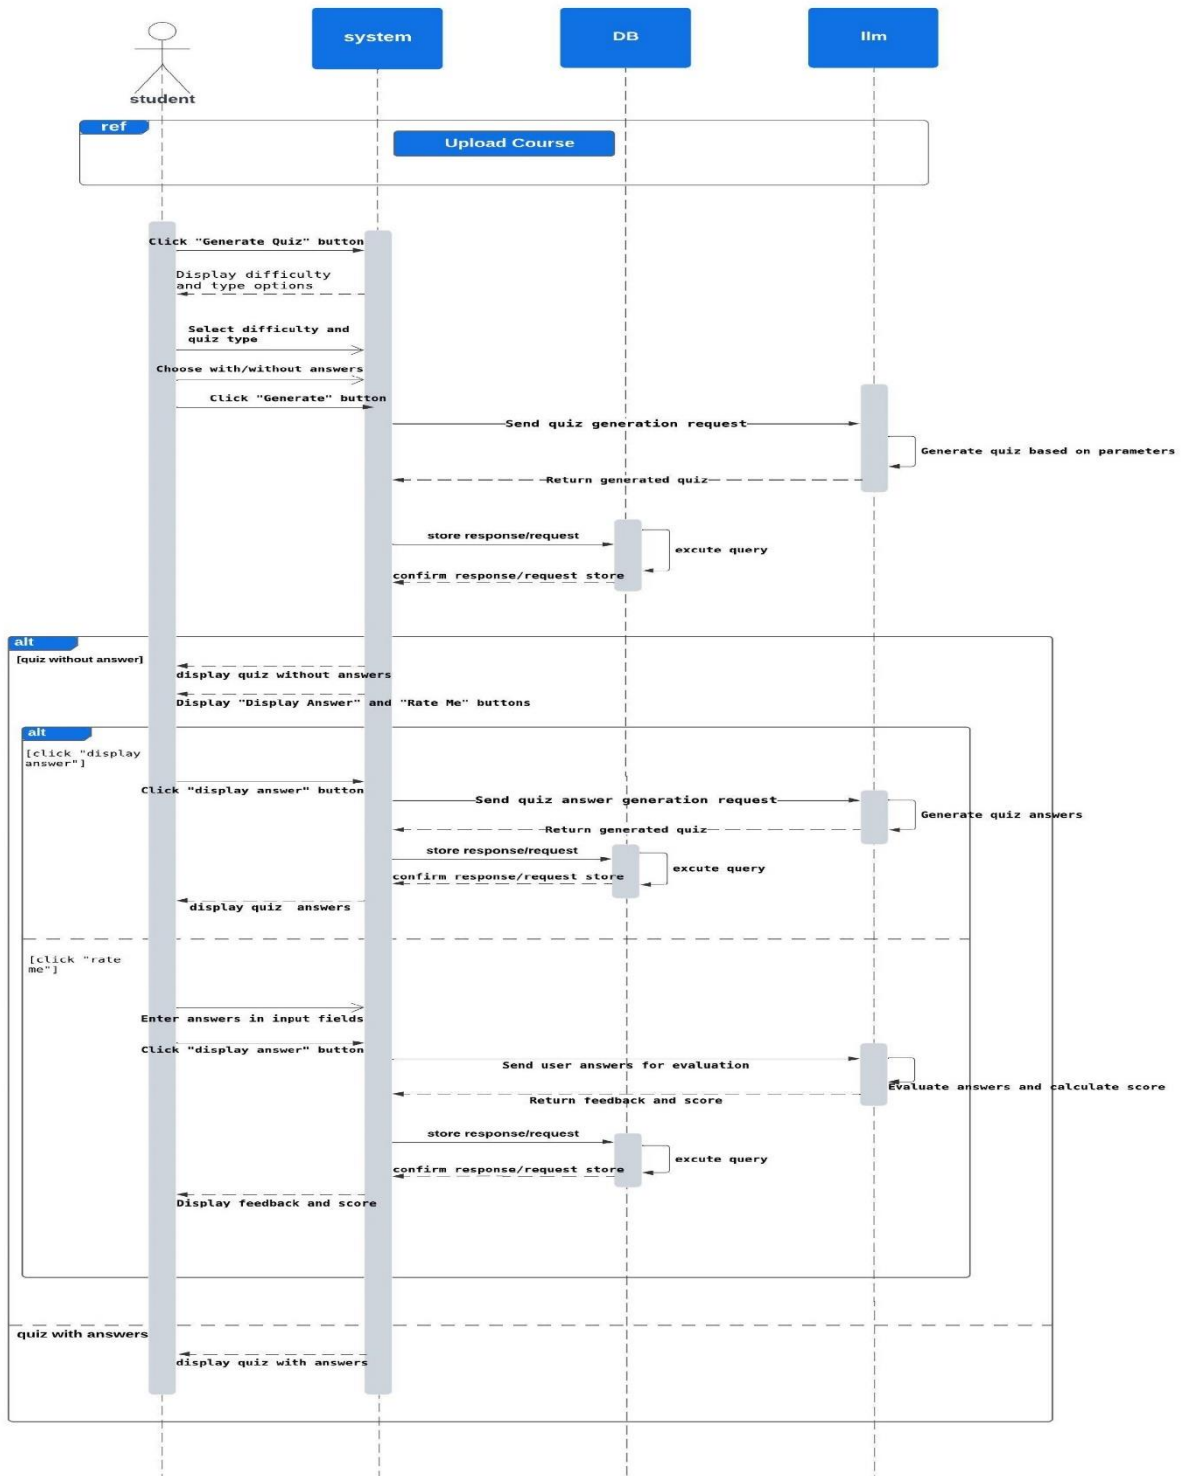 system
DB
llm
student
ref
Upload Course
Click "Generate Quiz" button
Display difficulty
and type options
Select difficulty and
quiz type
Choose with/without answers
Click "Generate" button
Send quiz generation request
Generate quiz based on parameters
Return generated quiz
store response/request
excute query
confirm response/request store
alt
[quiz without answer]
display quiz without answers
Display "Display Answer" and "Rate Me" buttons
alt
[click "display
answer"]
Click "display answer" button
Send quiz answer generation request
Generate quiz answers
Return generated quiz
store response/request
excute query
confirm response/request store
display quiz answers
[click "rate
me"]
Enter answers in input fields
Click "display answer" button
Send user answers for evaluation
Evaluate answers and calculate score
Return feedback and score
store response/request
excute query
confirm response/request store
Display feedback and score
quiz with answers
display quiz with answers